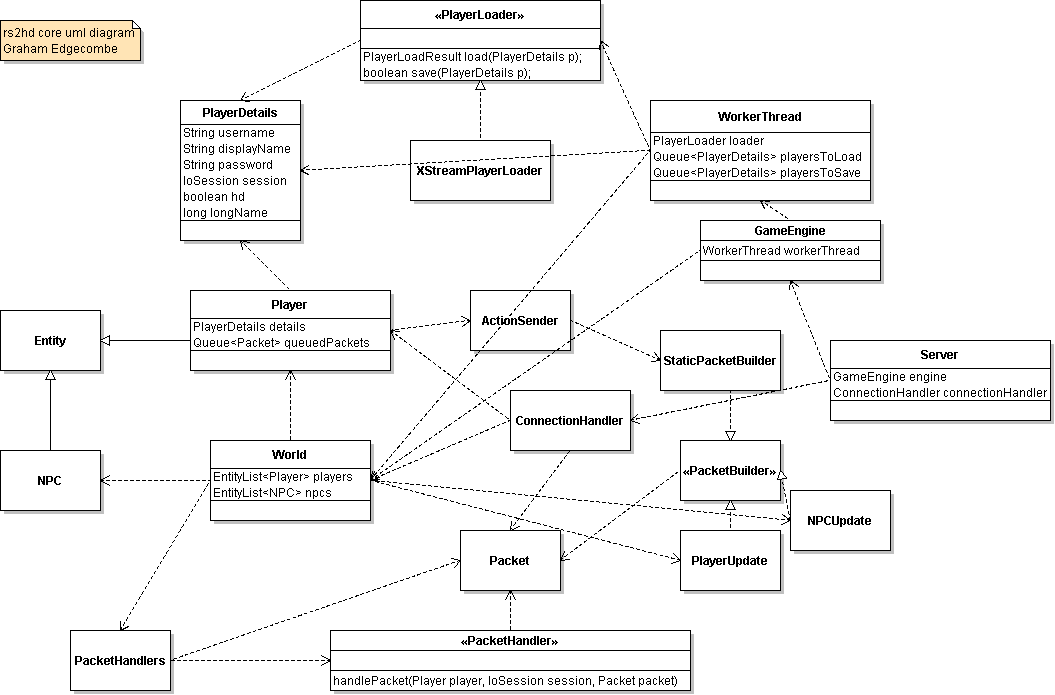 rs2hd core uml diagram
Graham Edgecombe
«PlayerLoader»
PlayerLoadResult load(PlayerDetails p);
boolean save(PlayerDetails p);
PlayerDetails
String username
String displayName
String password
IoSession session
boolean hd
long longName
XStreamPlayerLoader
WorkerThread
PlayerLoader loader
Queue<PlayerDetails> playersToLoad
Queue<PlayerDetails> playersToSave
GameEngine
WorkerThread workerThread
Player
PlayerDetails details
Queue<Packet> queuedPackets
Entity
ActionSender
StaticPacketBuilder
Server
GameEngine engine
ConnectionHandler connectionHandler
ConnectionHandler
NPC
World
EntityList<Player> players
EntityList<NPC> npcs
«PacketBuilder»
NPCUpdate
Packet
PlayerUpdate
PacketHandlers
«PacketHandler»
handlePacket(Player player, IoSession session, Packet packet)